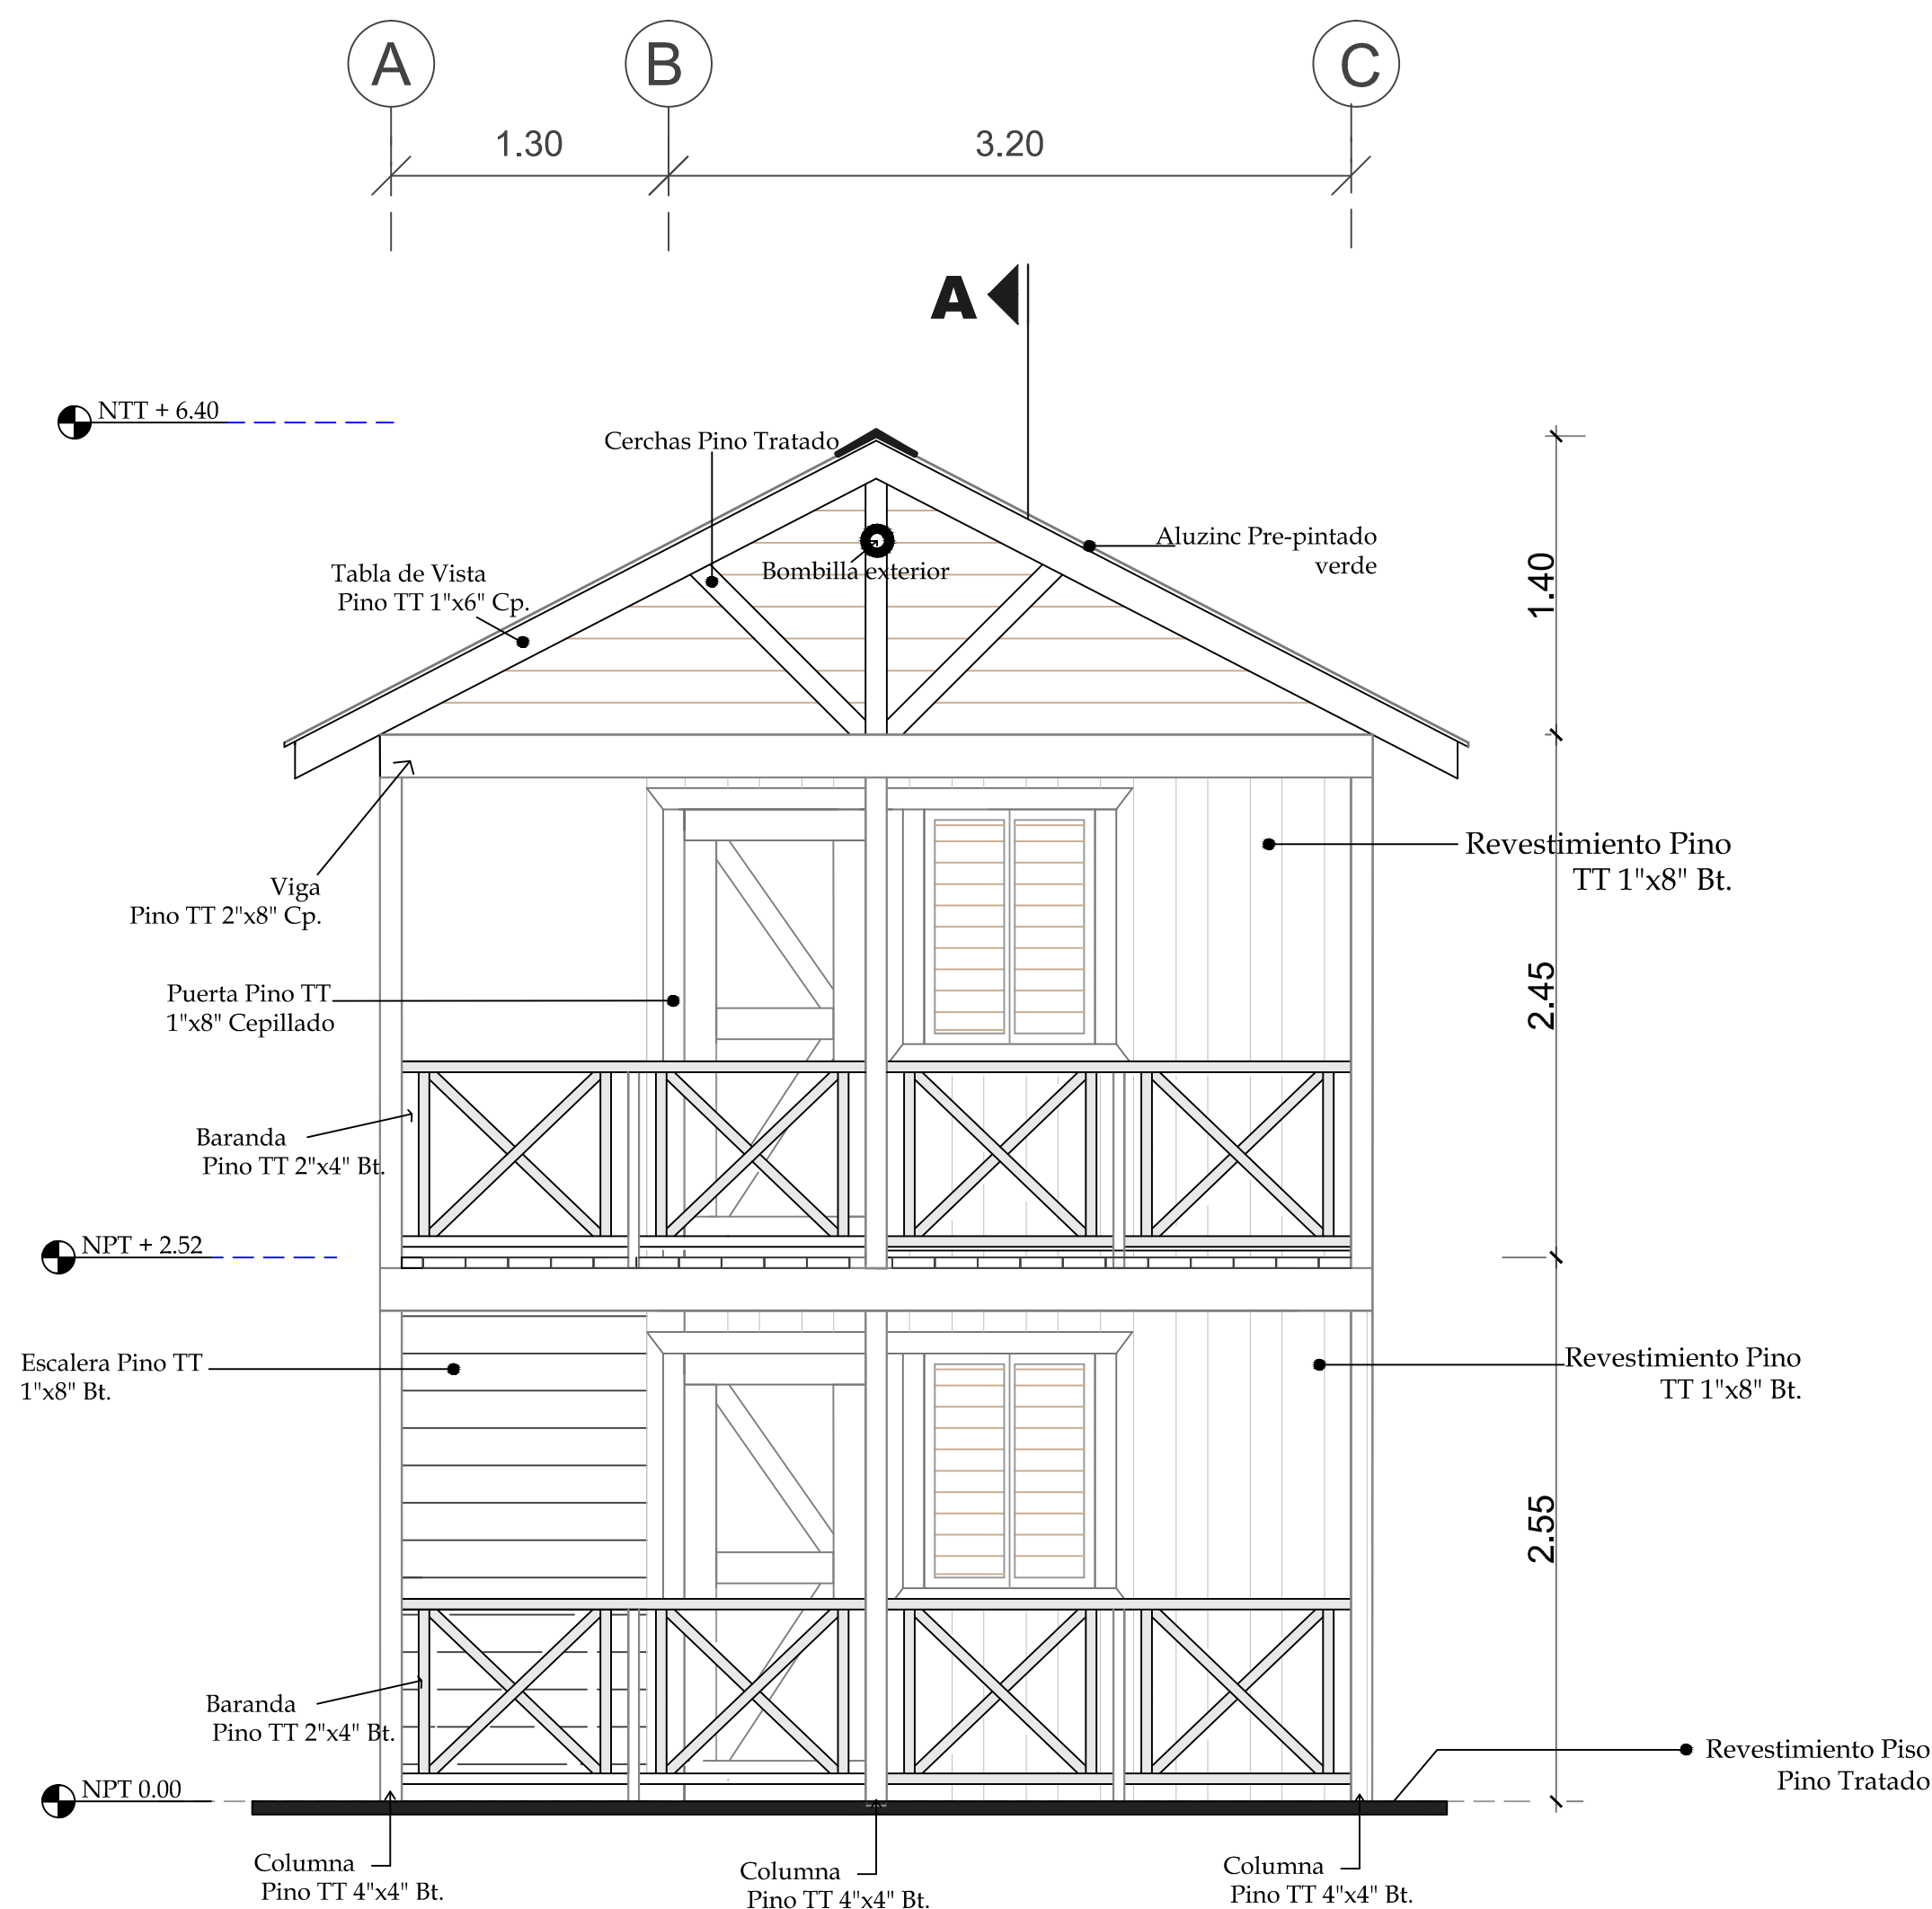 A
B
C
1.30
3.20
A
NTT + 6.40
Cerchas Pino Tratado
Aluzinc Pre-pintado
verde
Bombilla exterior
Tabla de Vista
Pino TT 1"x6" Cp.
1.40
Revestimiento Pino
TT 1"x8" Bt.
Viga
Pino TT 2"x8" Cp.
2.45
Puerta Pino TT
1"x8" Cepillado
Baranda
Pino TT 2"x4" Bt.
NPT + 2.52
Escalera Pino TT
1"x8" Bt.
Revestimiento Pino
TT 1"x8" Bt.
2.55
Baranda
Pino TT 2"x4" Bt.
Revestimiento Piso
Pino Tratado
NPT 0.00
Columna
Pino TT 4"x4" Bt.
Columna
Pino TT 4"x4" Bt.
Columna
Pino TT 4"x4" Bt.